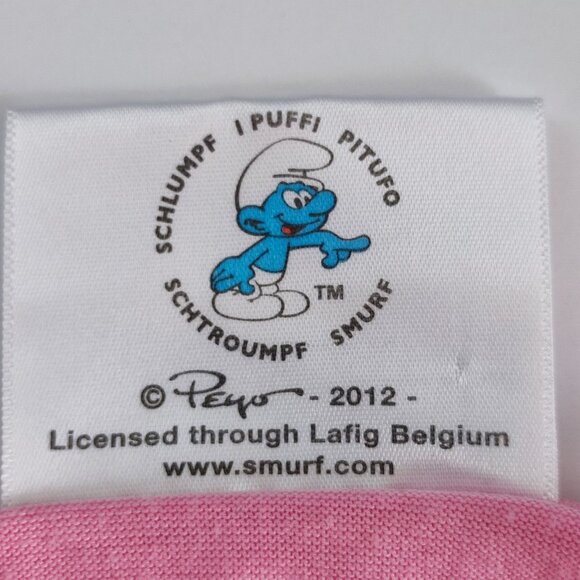 SCHLUMPF I PUFFI PITUFO
SCHTROUMPF SMURF
TM
© Peyo - 2012 -
Licensed through Lafig Belgium
www.smurf.com